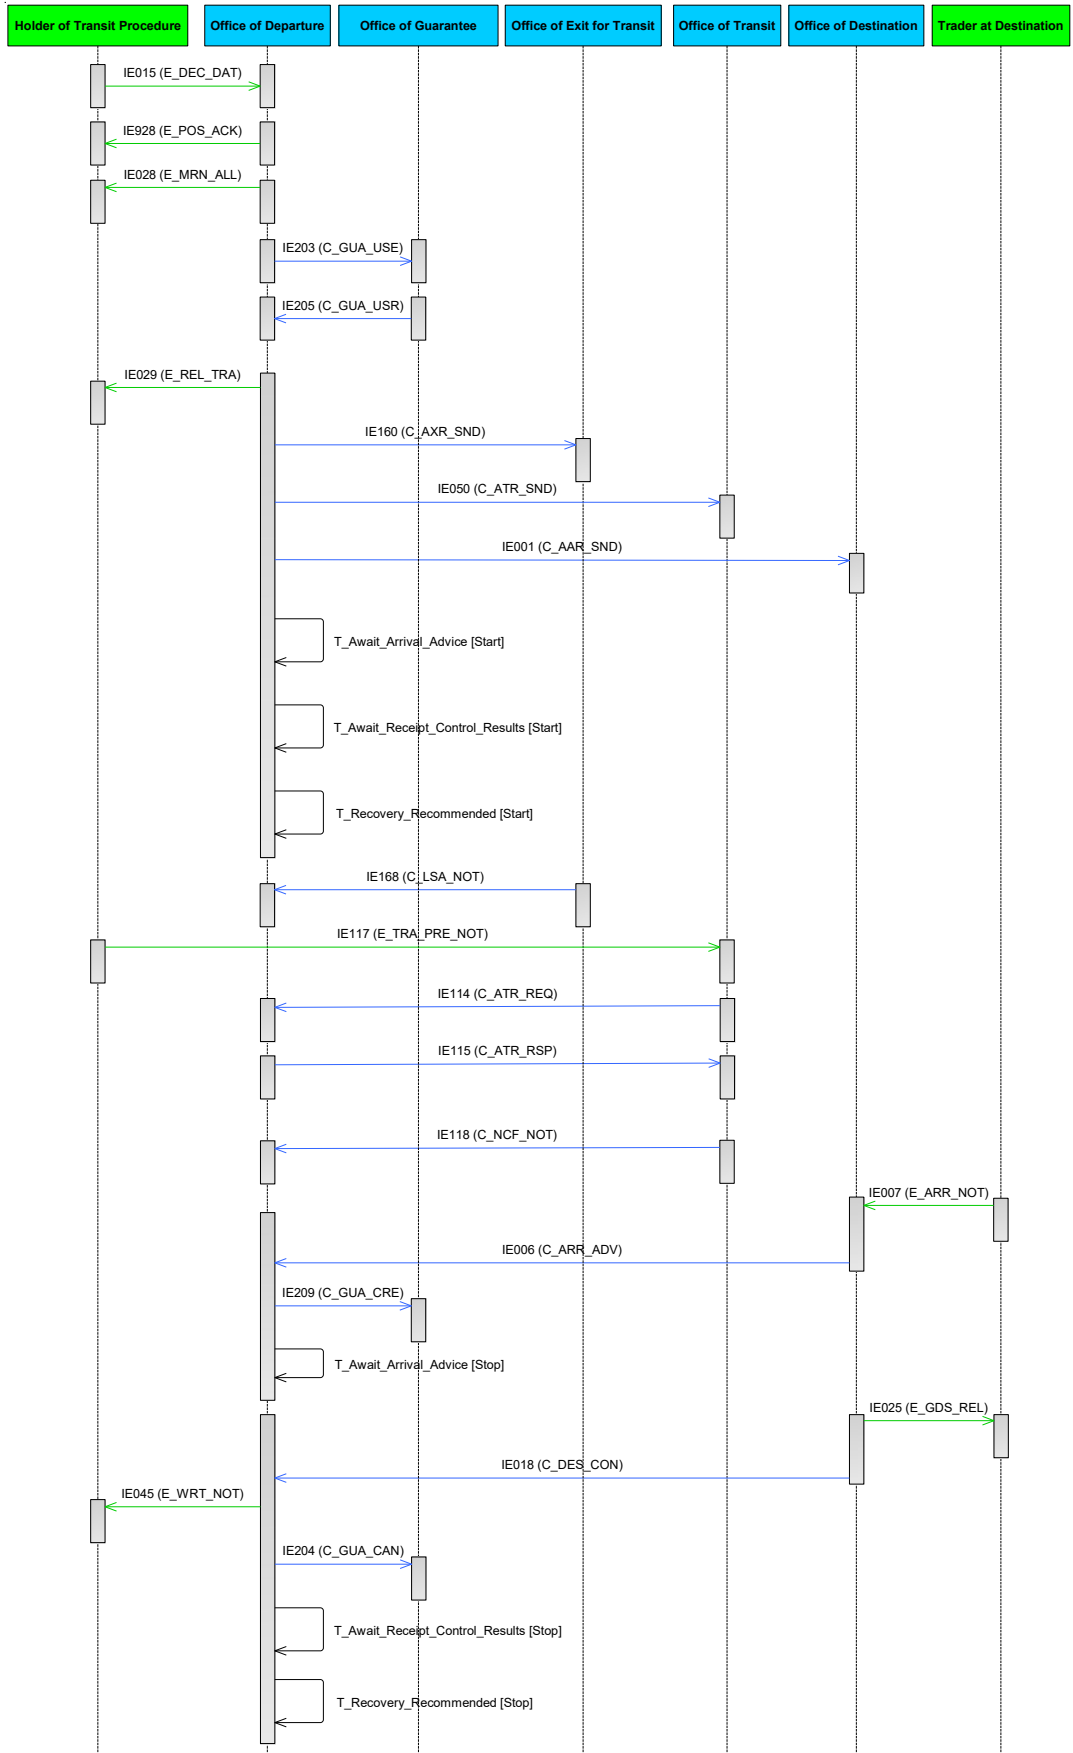 Holder of Transit Procedure
Office of Departure
Office of Guarantee
Office of Exit for Transit
Office of Transit
Office of Destination
Trader at Destination
IE015 (E_DEC_DAT)
IE928 (E_POS_ACK)
IE028 (E_MRN_ALL)
IE203 (C_GUA_USE)
IE205 (C_GUA_USR)
IE029 (E_REL_TRA)
IE160 (C_AXR_SND)
IE050 (C_ATR_SND)
IE001 (C_AAR_SND)
T_Await_Arrival_Advice [Start]
T_Await_Receipt_Control_Results [Start]
T_Recovery_Recommended [Start]
IE168 (C_LSA_NOT)
IE117 (E_TRA_PRE_NOT)
IE114 (C_ATR_REQ)
IE115 (C_ATR_RSP)
IE118 (C_NCF_NOT)
IE007 (E_ARR_NOT)
IE006 (C_ARR_ADV)
IE209 (C_GUA_CRE)
T_Await_Arrival_Advice [Stop]
IE025 (E_GDS_REL)
IE018 (C_DES_CON)
IE045 (E_WRT_NOT)
IE204 (C_GUA_CAN)
T_Await_Receipt_Control_Results [Stop]
T_Recovery_Recommended [Stop]